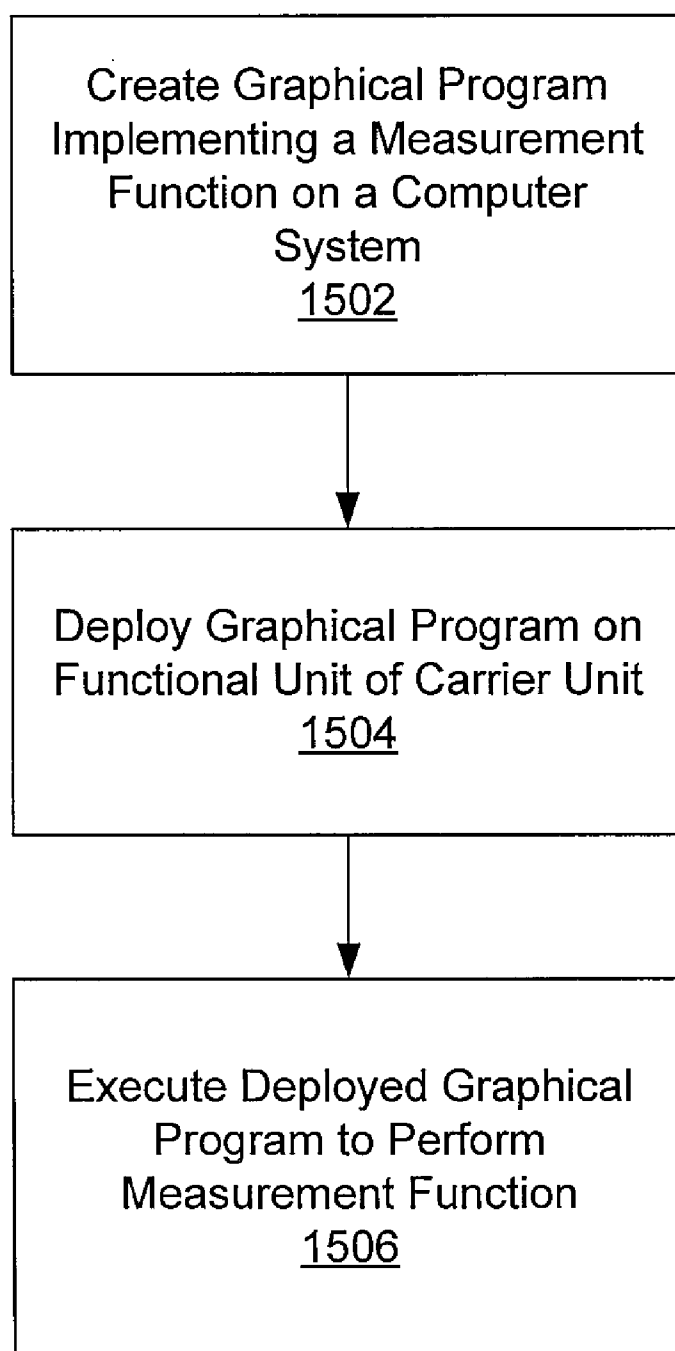 Create Graphical Program
Implementing a Measurement
Function on a Computer
System
1502
Deploy Graphical Program on
Functional Unit of Carrier Unit
1504
Execute Deployed Graphical
Program to Perform
Measurement Function
1506